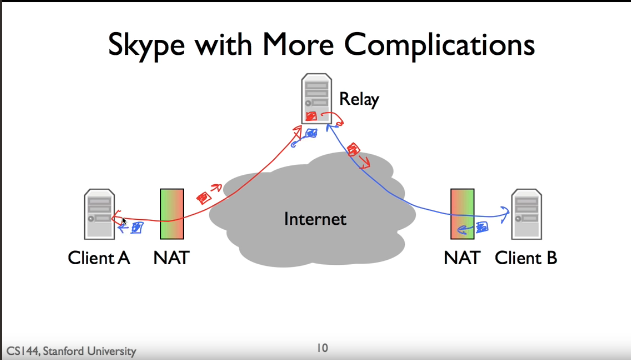 Skype with More Complications
Relay
Internet
Client A
NAT
NAT
Client B
CS144, Stanford University
10